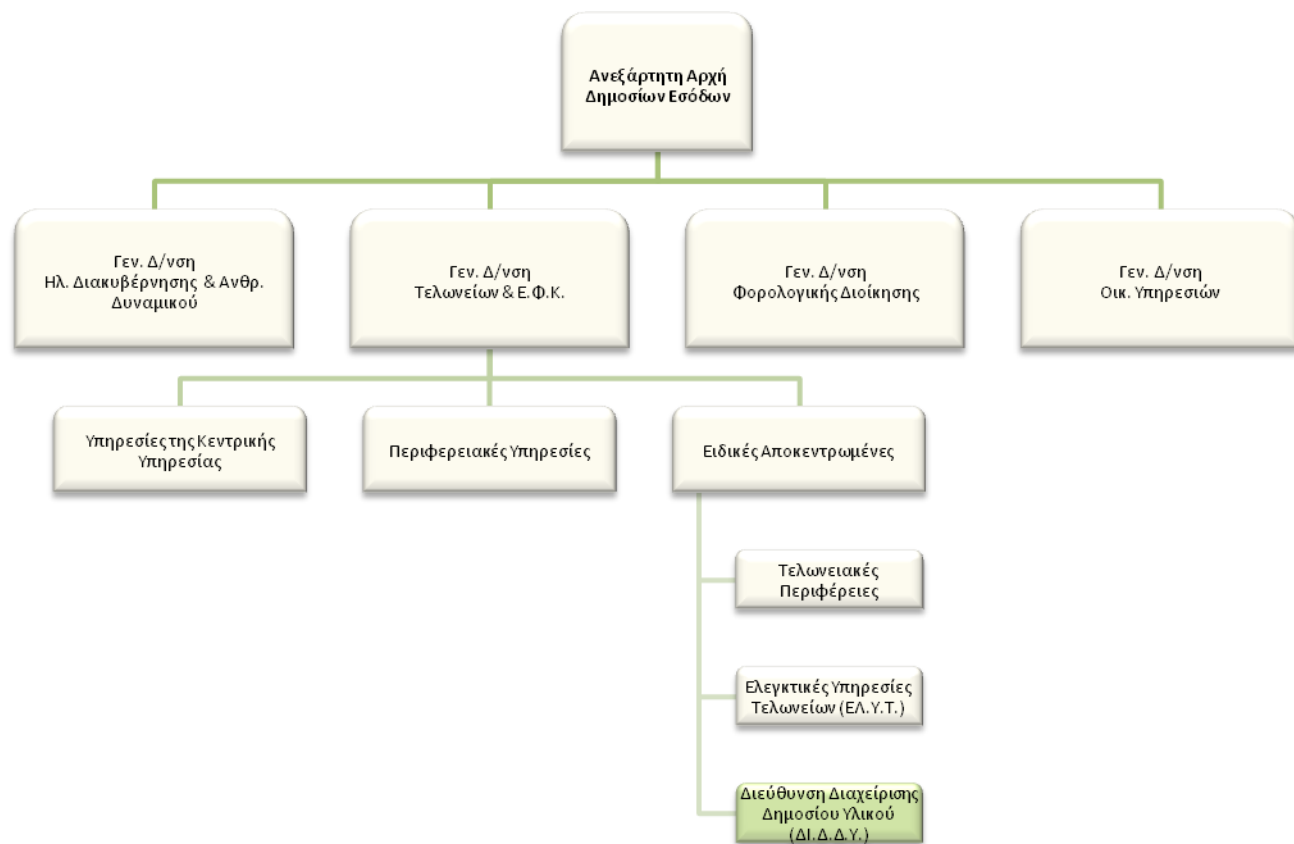 Ανεξάρτητη Αρχή
Δημοσίων Εσόδων
Γεν. Δ/νση
Ηλ. Διακυβέρνησης & Ανθρ.
Δυναμικού
Γεν. Δ/νση
Τελωνείων & Ε.Φ.Κ.
Γεν. Δ/νση
Φορολογικής Διοίκησης
Γεν. Δ/νση
Οικ. Υπηρεσιών
Υπηρεσίες της Κεντρικής
Υπηρεσίας
Περιφερειακές Υπηρεσίες
Ειδικές Αποκεντρωμένες
Τελωνειακές
Περιφέρειες
Ελεγκτικές Υπηρεσίες
Τελωνείων (ΕΛ.Υ.Τ.)
Διεύθυνση Διαχείρισης
Δημοσίου Υλικού
(ΔΙ.Δ.Δ.Υ.)